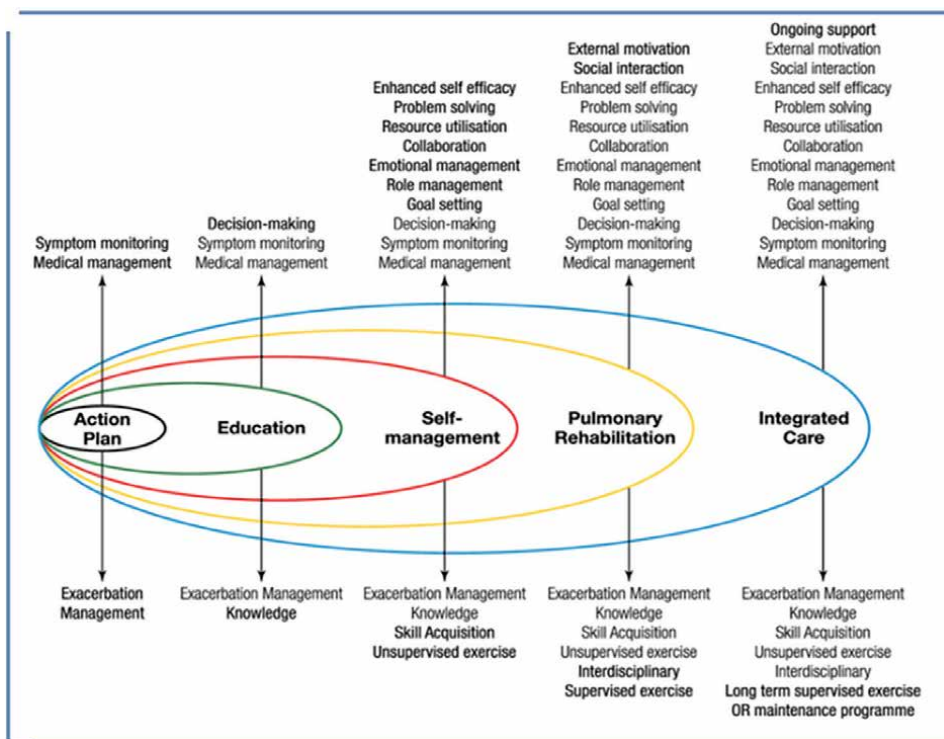 Ongoing support
External motivation
Social interaction
Enhanced self efficacy
Problem solving
Resource utilisation
Collaboration
Emotional management
Role management
Goal setting
Decision-making
Symptom monitoring
Medical management
External motivation
Social interaction
Enhanced self efficacy
Problem solving
Resource utilisation
Collaboration
Emotional management
Role management
Goal setting
Decision-making
Symptom monitoring
Medical management
Enhanced self efficacy
Problem solving
Resource utilisation
Collaboration
Emotional management
Role management
Goal setting
Decision-making
Symptom monitoring
Medical management
Decision-making
Symptom monitoring
Medical management
Symptom monitoring
Medical management
Action
Plan
Education
Self-
management
Pulmonary
Rehabilitation
Integrated
Care
Exacerbation
Management
Exacerbation Management
Knowledge
Exacerbation Management
Knowledge
Skill Acquisition
Unsupervised exercise
Exacerbation Management
Knowledge
Skill Acquisition
Unsupervised exercise
Interdisciplinary
Supervised exercise
Exacerbation Management
Knowledge
Skill Acquisition
Unsupervised exercise
Interdisciplinary
Long term supervised exercise
OR maintenance programme